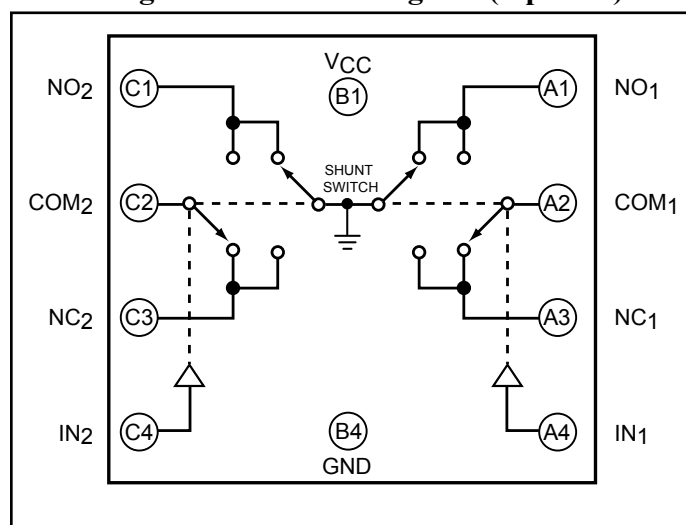 NO2
C1
VCC
B1
A1
NO1
SHUNT
SWITCH
COM2
C2
A2
COM1
NC2
C3
A3
NC1
IN2
C4
B4
GND
A4
IN1